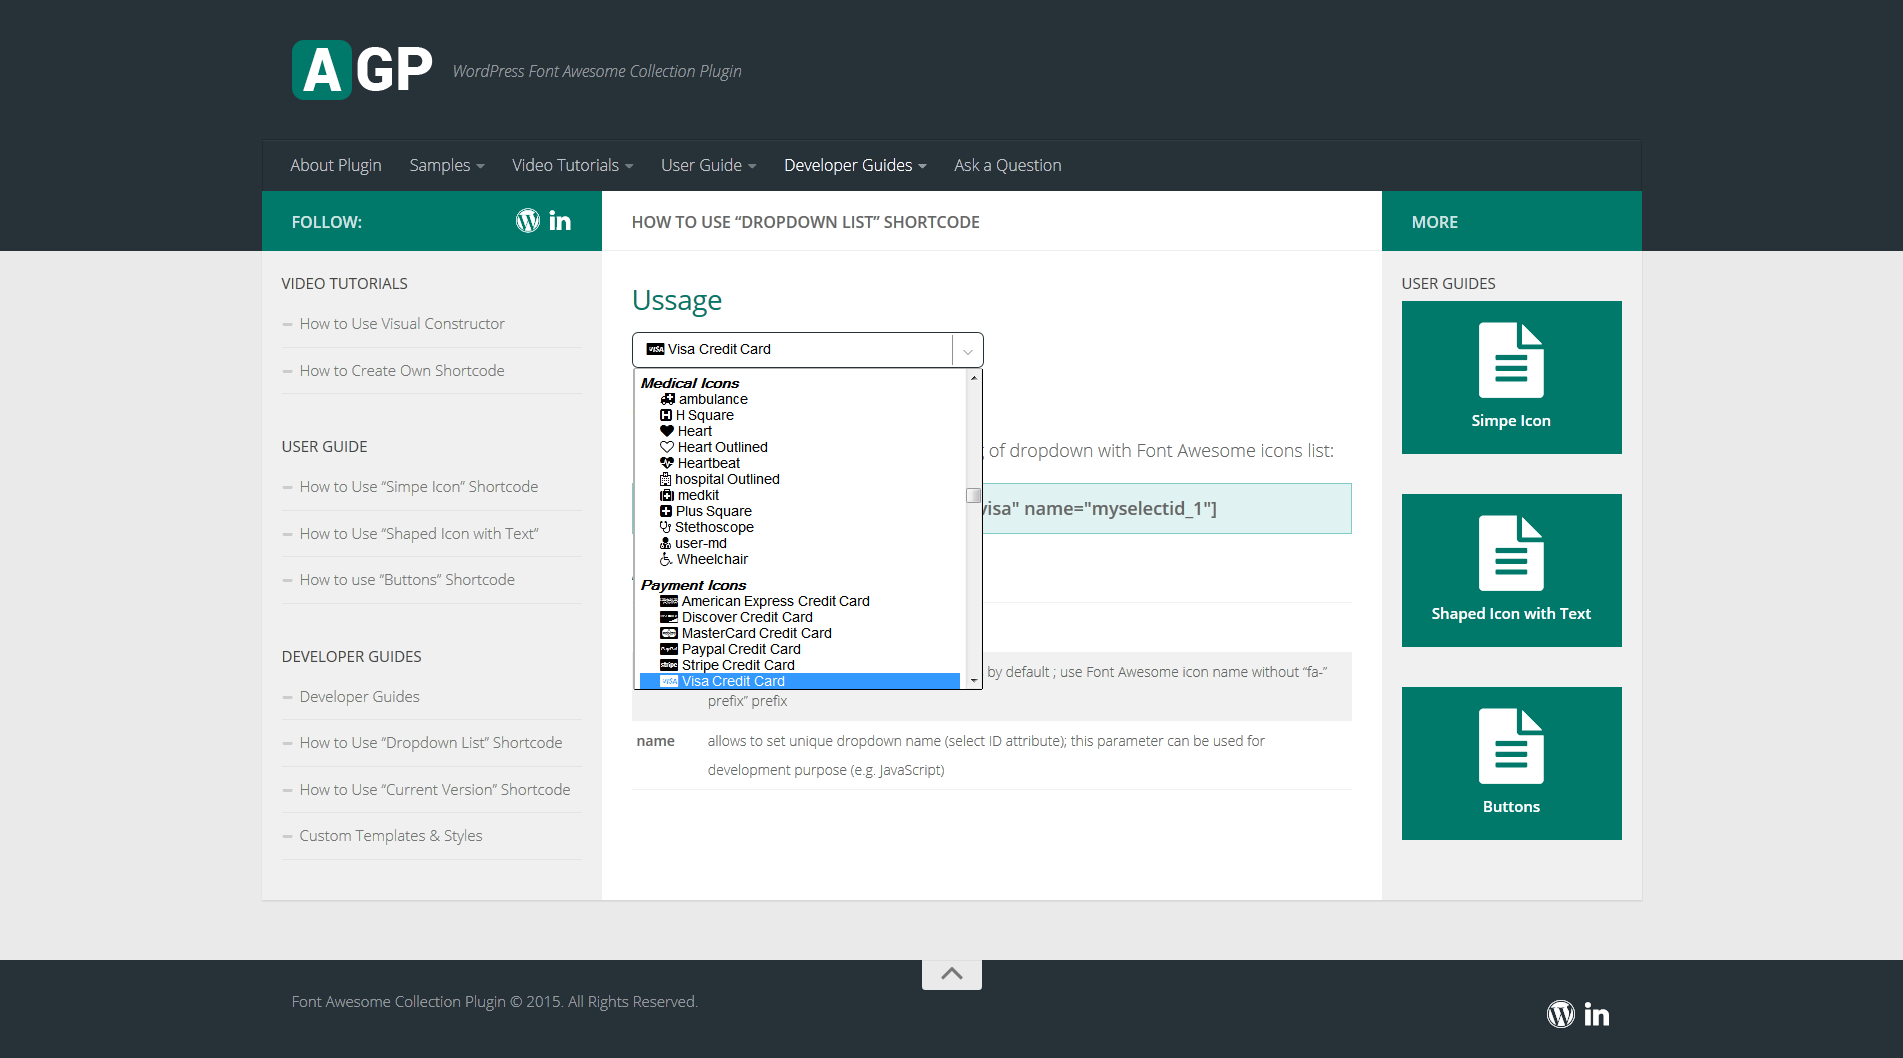 AGP
WordPress Font Awesome Collection Plugin
About Plugin Samples Video Tutorials User Guide Developer Guides Ask a Question
FOLLOW:
VIDEO TUTORIALS
How to Use Visual Constructor
How to Create Own Shortcode
USER GUIDE
How to Use “Simpe Icon” Shortcode
How to Use “Shaped Icon with Text”
How to use “Buttons” Shortcode
DEVELOPER GUIDES
Developer Guides
How to Use “Dropdown List” Shortcode
How to Use “Current Version” Shortcode
Custom Templates & Styles
HOW TO USE “DROPDOWN LIST” SHORTCODE
Ussage
VISA Visa Credit Card
Medical Icons
ambulance
H Square
Heart
Heart Outlined
Heartbeat
hospital Outlined
medkit
Plus Square
Stethoscope
user-md
Wheelchair
Payment Icons
American Express Credit Card
Discover Credit Card
MasterCard Credit Card
PayPal Paypal Credit Card
stripe Stripe Credit Card
VISA Visa Credit Card
of dropdown with Font Awesome icons list:
visa" name="myselectid_1"]
by default ; use Font Awesome icon name without “fa-”
prefix” prefix
name allows to set unique dropdown name (select ID attribute); this parameter can be used for
development purpose (e.g. JavaScript)
MORE
USER GUIDES
Simpe Icon
Shaped Icon with Text
Buttons
Font Awesome Collection Plugin © 2015. All Rights Reserved.